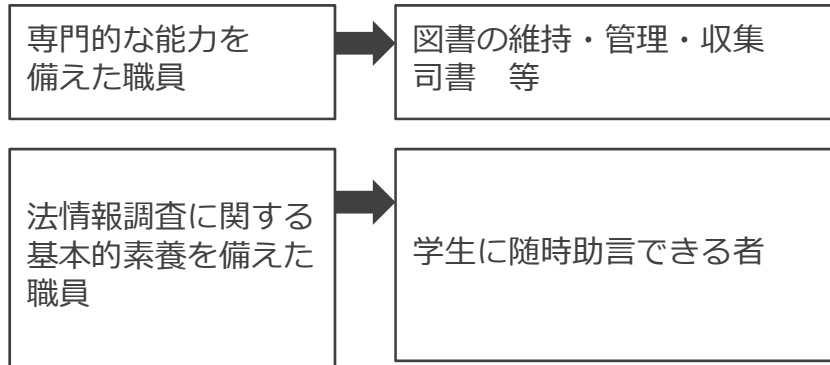 専門的な能力を
備えた職員
図書の維持・管理・収集
司書　等
法情報調査に関する
基本的素養を備えた
職員
学生に随時助言できる者